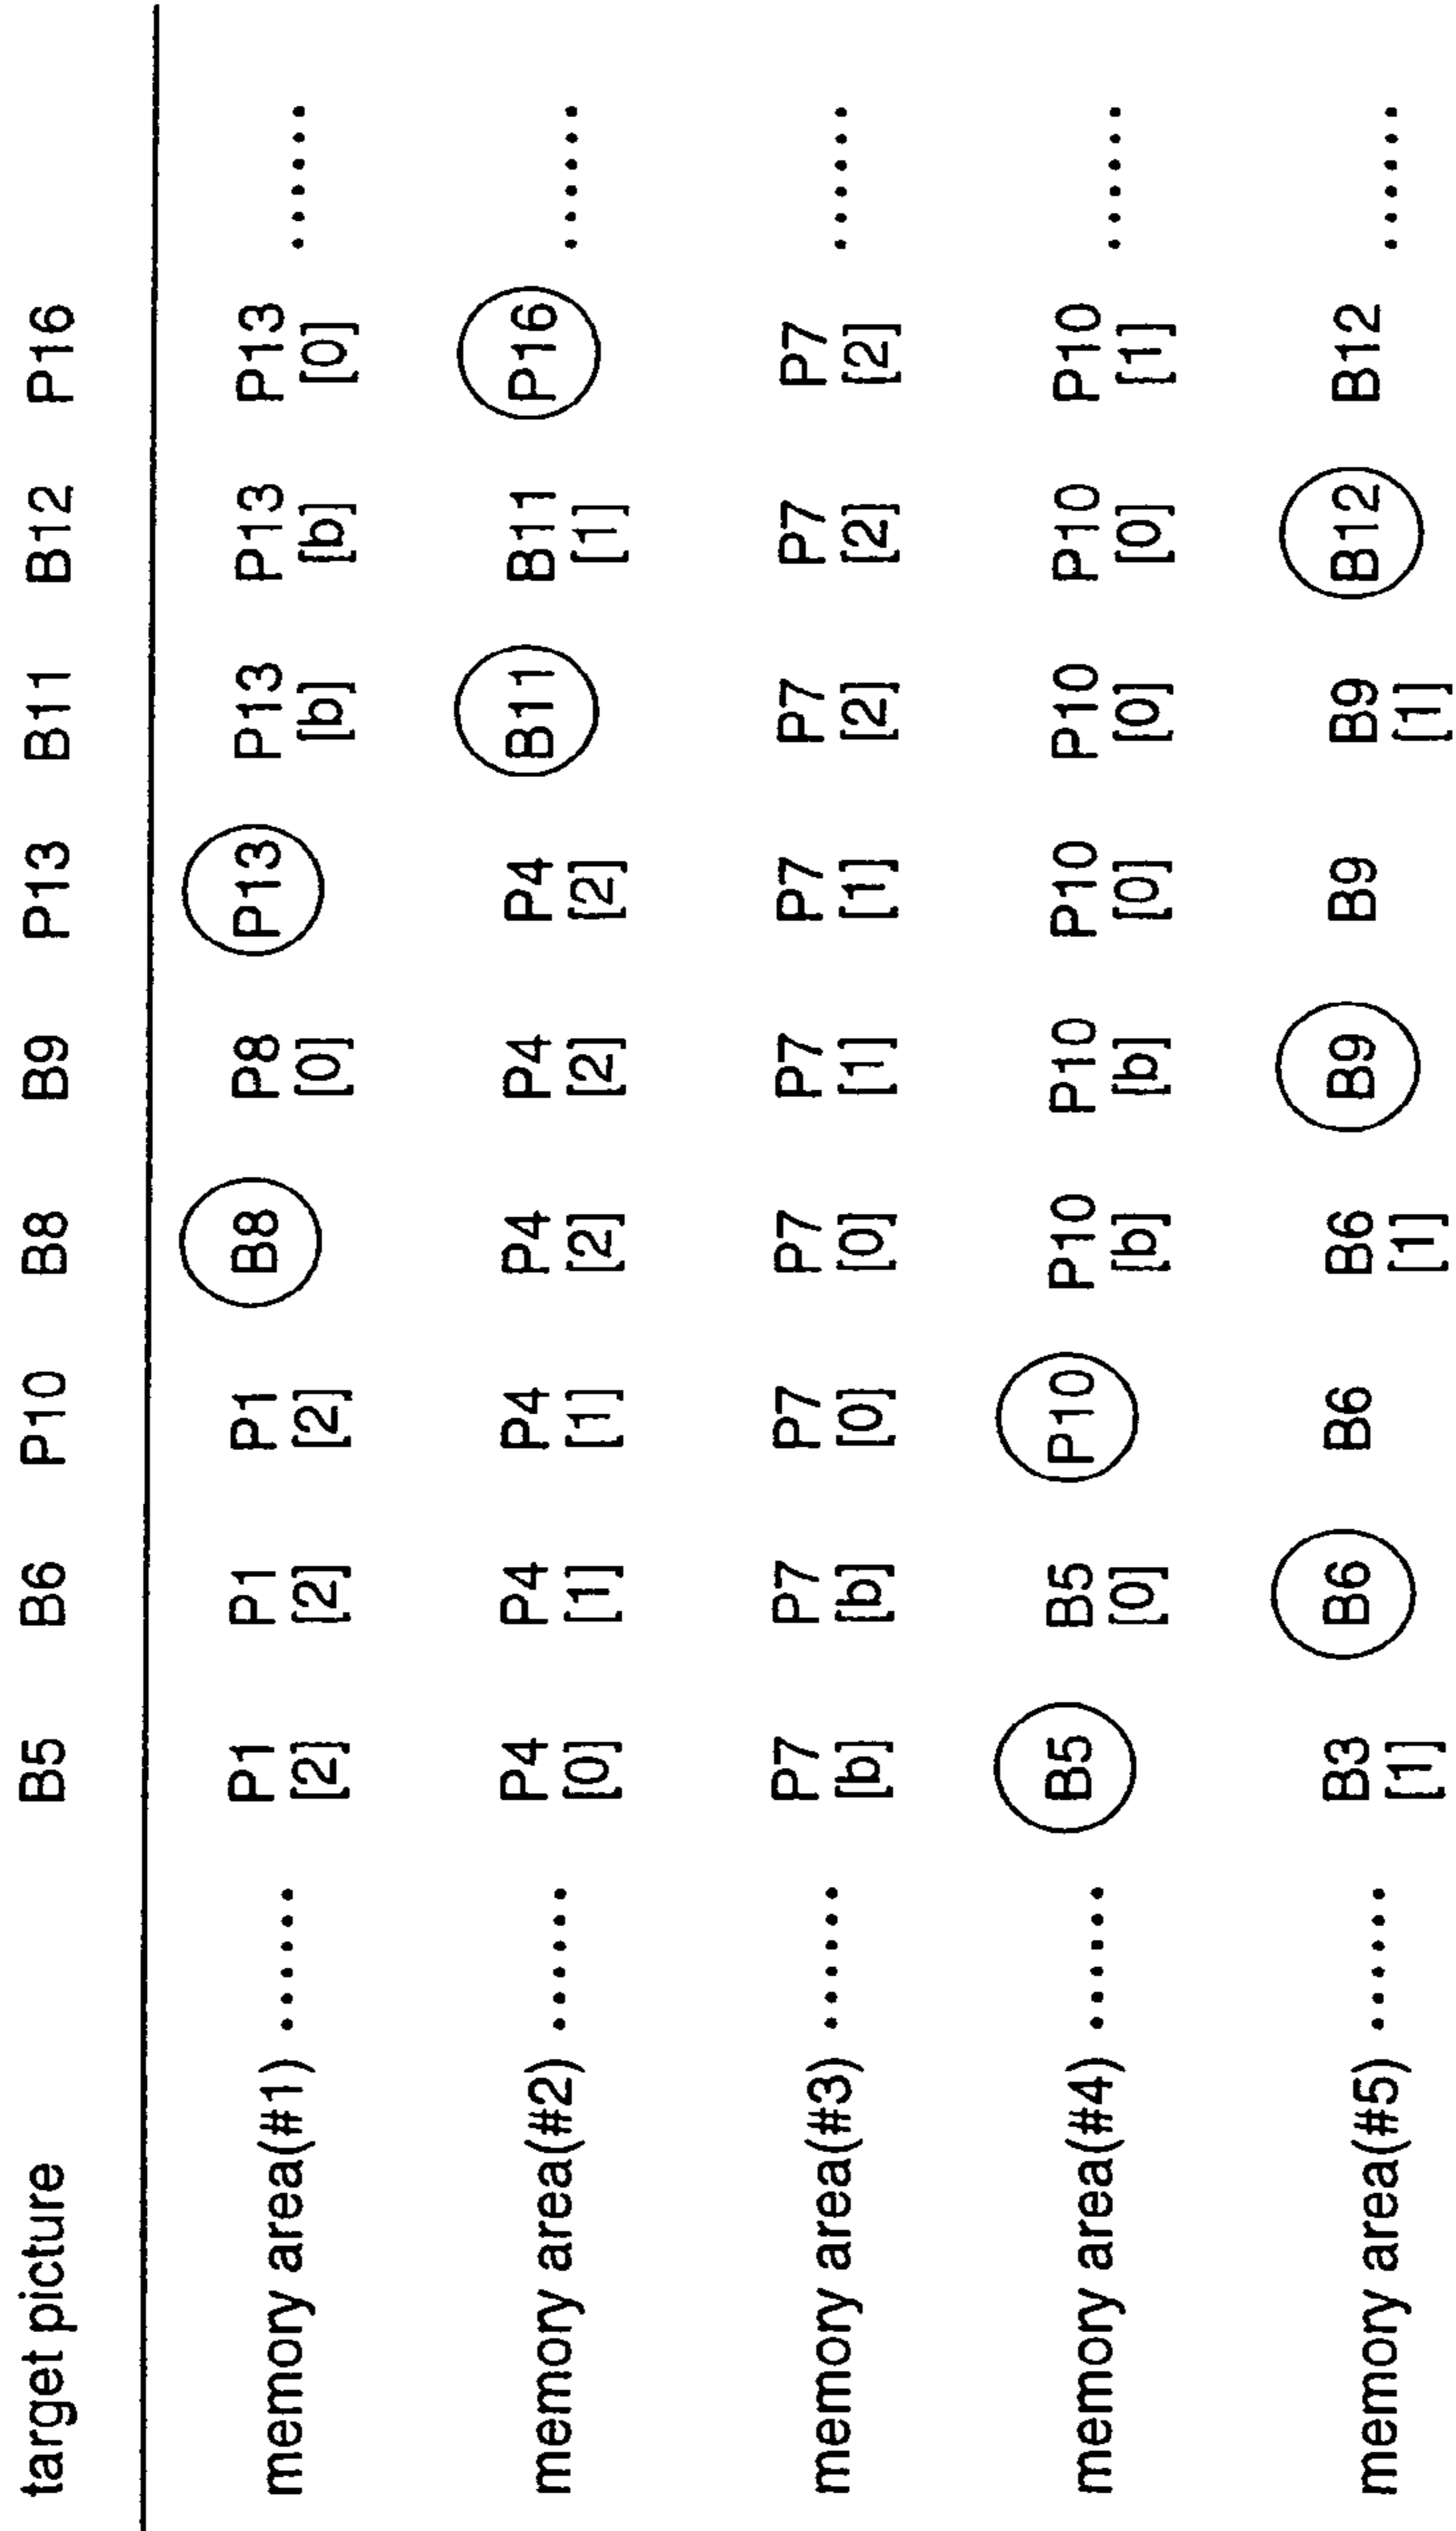 target picture B5 B6 P10 B8 B9 P13 B11 B12 P16
memory area(#1) ...... P1 P1 P1 B8 P8 P13 P13 P13 P13 ......
[2] [2] [2] [0] [b] [b] [0]
memory area(#2) ...... P4 P4 P4 P4 P4 P4 B11 B11 P16 ......
[0] [1] [1] [2] [2] [2] [1]
memory area(#3) ...... P7 P7 P7 P7 P7 P7 P7 P7 P7 ......
[b] [b] [0] [0] [1] [1] [2] [2] [2]
memory area(#4) ...... B5 B5 P10 P10 P10 P10 P10 P10 P10 ......
[0] [b] [b] [0] [0] [0] [1]
memory area(#5) ...... B3 B6 B6 B6 B9 B9 B9 B12 B12 ......
[1] [1] [1]